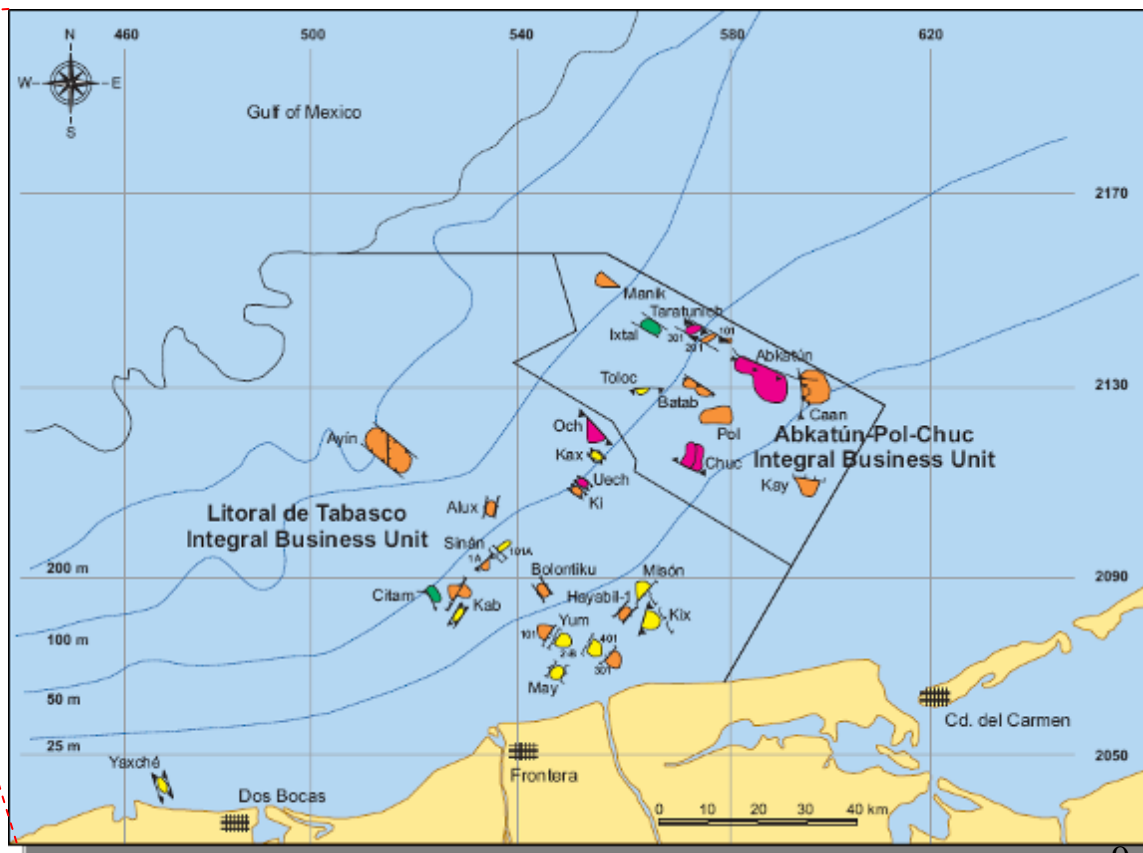 N
460
500
540
580
620
W
E
S
Gulf of Mexico
2170
Manik
Taratunich
Ixtal
301
201
101
Abkatún
Toloc
Batab
2130
Caan
Och
Pol
Ayín
Abkatún-Pol-Chuc
Integral Business Unit
Kax
Chuc
Uech
Kay
Ki
Alux
Litoral de Tabasco
Integral Business Unit
Sinán
101A
1A
200 m
Bolontiku
Misón
2090
Citam
Kab
Hayabil-1
Kix
Yum
101
2-B
401
301
100 m
May
50 m
Cd. del Carmen
25 m
2050
Yaxché
Frontera
Dos Bocas
0 10 20 30 40 km